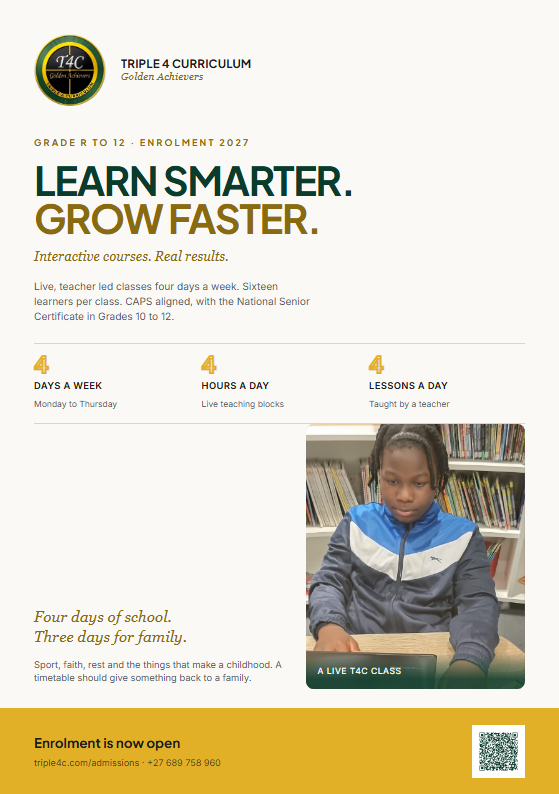 T4C
Golden Achievers
TRIPLE 4 CURRICULUM
TRIPLE 4 CURRICULUM
Golden Achievers
GRADE R TO 12 · ENROLMENT 2027
LEARN SMARTER.
GROW FASTER.
Interactive courses. Real results.
Live, teacher led classes four days a week. Sixteen
learners per class. CAPS aligned, with the National Senior
Certificate in Grades 10 to 12.
4
DAYS A WEEK
Monday to Thursday
4
HOURS A DAY
Live teaching blocks
4
LESSONS A DAY
Taught by a teacher
Four days of school.
Three days for family.
Sport, faith, rest and the things that make a childhood. A
timetable should give something back to a family.
A LIVE T4C CLASS
Enrolment is now open
triple4c.com/admissions · +27 689 758 960